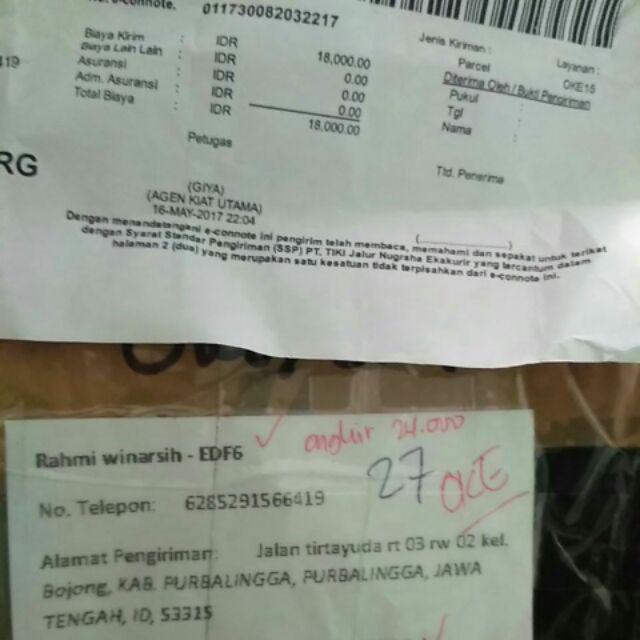 e-connote. 011730082032217
Biaya Kirim : IDR 18,000.00
Biaya Lain Lain : IDR 0.00
Asuransi : IDR 0.00
Adm. Asuransi : IDR 0.00
Total Biaya : IDR 18,000.00
Jenis Kiriman : Layanan :
Parcel OKE15
Diterima Oleh / Bukti Pengiriman
Pukul :
Tgl :
Nama :
119
RG
Petugas
Ttd. Penerima
(GIYA)
(AGEN KIAT UTAMA)
16-MAY-2017 22:04
Dengan menandatangani e-connote ini pengirim telah membaca, memahami dan sepakat untuk terikat
dengan Syarat Standar Pengiriman (SSP) PT. TIKI Jalur Nugraha Ekakurir yang tercantum dalam
halaman 2 (dua) yang merupakan satu kesatuan tidak terpisahkan dari e-connote ini.
ongkir 24.000
Rahmi winarsih - EDF6
27 OKE
No. Telepon: 6285291566419
Alamat Pengiriman: Jalan tirtayuda rt 03 rw 02 kel.
Bojong, KAB. PURBALINGGA, PURBALINGGA, JAWA
TENGAH, ID, 53315